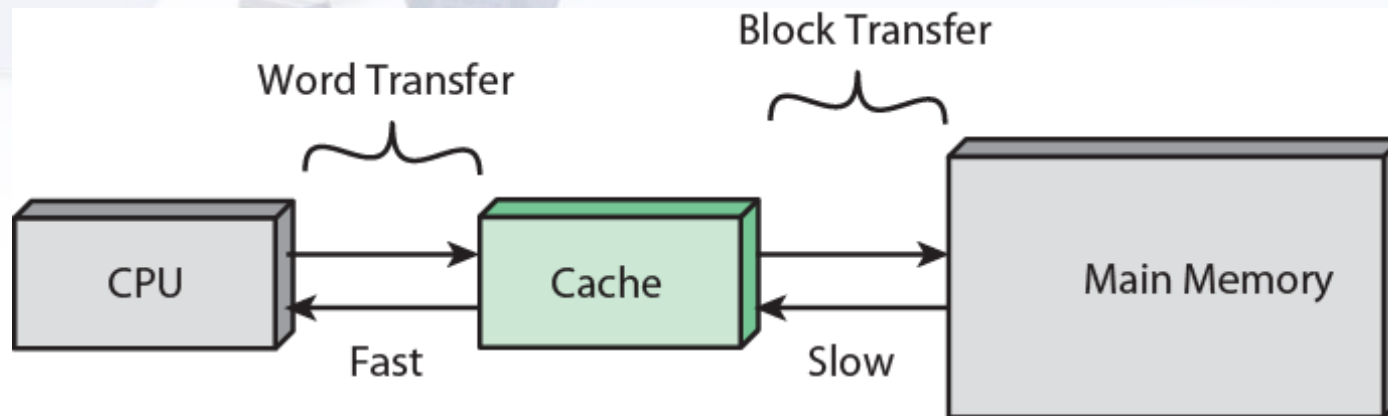 Block Transfer
Word Transfer
CPU
Cache
Main Memory
Fast
Slow